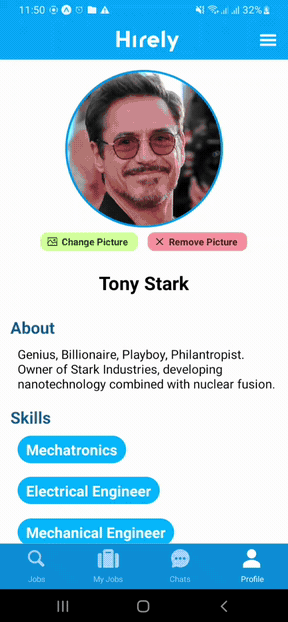 11:50 32%
Hırely
Change Picture Remove Picture
Tony Stark
About
Genius, Billionaire, Playboy, Philantropist.
Owner of Stark Industries, developing
nanotechnology combined with nuclear fusion.
Skills
Mechatronics
Electrical Engineer
Mechanical Engineer
Jobs My Jobs Chats Profile